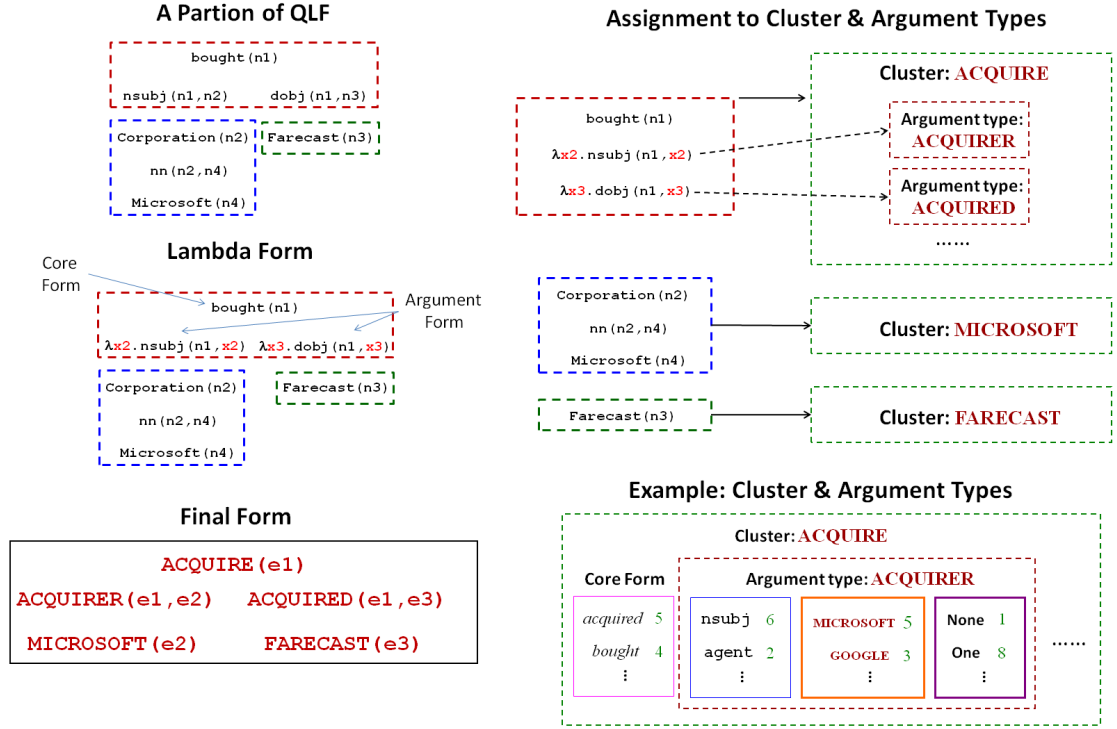 A Partion of QLF
bought(n1)
nsubj(n1,n2) dobj(n1,n3)
Corporation(n2) Farecast(n3)
nn(n2,n4)
Microsoft(n4)
Lambda Form
Core
Form
Argument
Form
bought(n1)
λx2.nsubj(n1,x2) λx3.dobj(n1,x3)
Corporation(n2) Farecast(n3)
nn(n2,n4)
Microsoft(n4)
Final Form
ACQUIRE(e1)
ACQUIRER(e1,e2) ACQUIRED(e1,e3)
MICROSOFT(e2) FARECAST(e3)
Assignment to Cluster & Argument Types
bought(n1)
λx2.nsubj(n1,x2)
λx3.dobj(n1,x3)
Cluster: ACQUIRE
Argument type:
ACQUIRER
Argument type:
ACQUIRED
......
Corporation(n2)
nn(n2,n4)
Microsoft(n4)
Cluster: MICROSOFT
Farecast(n3)
Cluster: FARECAST
Example: Cluster & Argument Types
Cluster: ACQUIRE
Core Form
Argument type: ACQUIRER
acquired 5 nsubj 6 MICROSOFT 5 None 1
bought 4 agent 2 GOOGLE 3 One 8
⋮ ⋮ ⋮ ⋮ ......